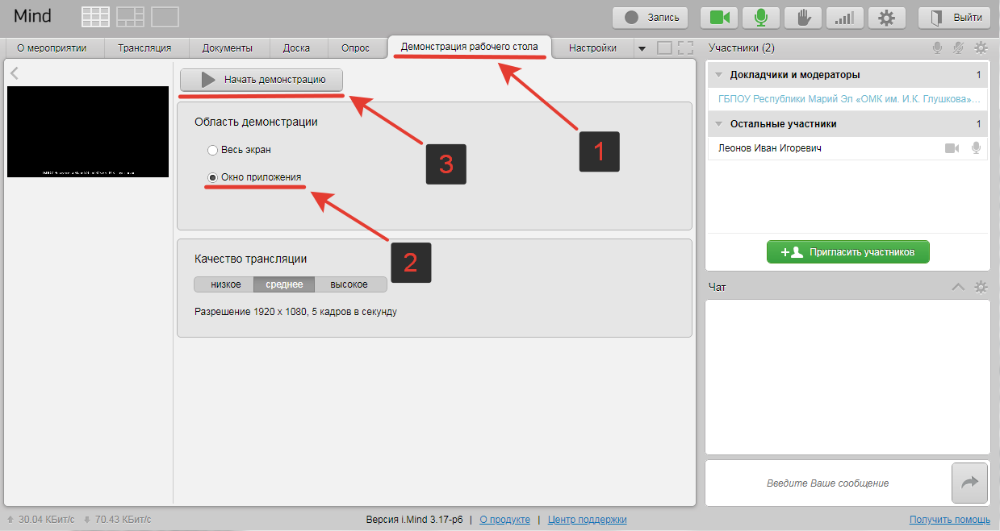 Mind
Запись
Выйти
О мероприятии
Трансляция
Документы
Доска
Опрос
Демонстрация рабочего стола
Настройки
Участники (2)
Начать демонстрацию
Докладчики и модераторы 1
ГБПОУ Республики Марий Эл «ОМК им. И.К. Глушкова»...
Область демонстрации
Остальные участники 1
Весь экран
Леонов Иван Игоревич
1
3
Окно приложения
2
Пригласить участников
Качество трансляции
низкое
среднее
высокое
Чат
Разрешение 1920 x 1080, 5 кадров в секунду
Введите Ваше сообщение
30.04 КБит/с 70.43 КБит/с
Версия i.Mind 3.17-p6 | О продукте | Центр поддержки
Получить помощь